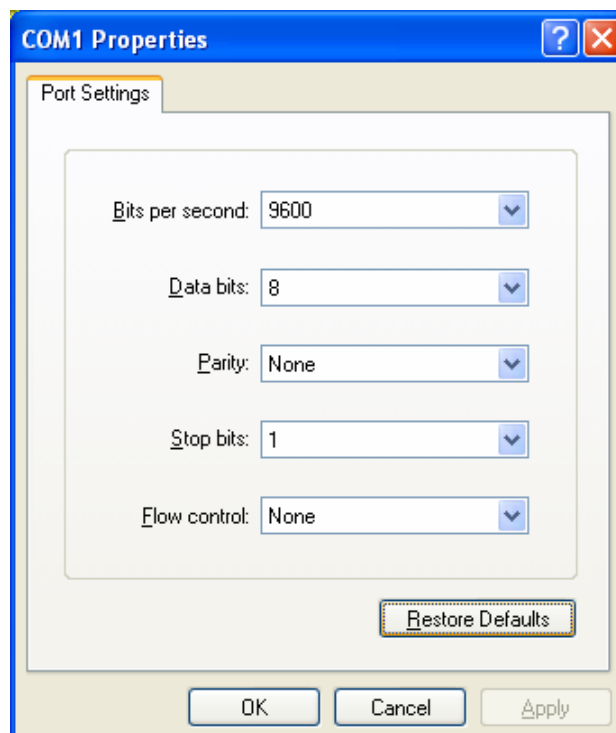 COM1 Properties
Port Settings
Bits per second: 9600
Data bits: 8
Parity: None
Stop bits: 1
Flow control: None
Restore Defaults
OK Cancel Apply